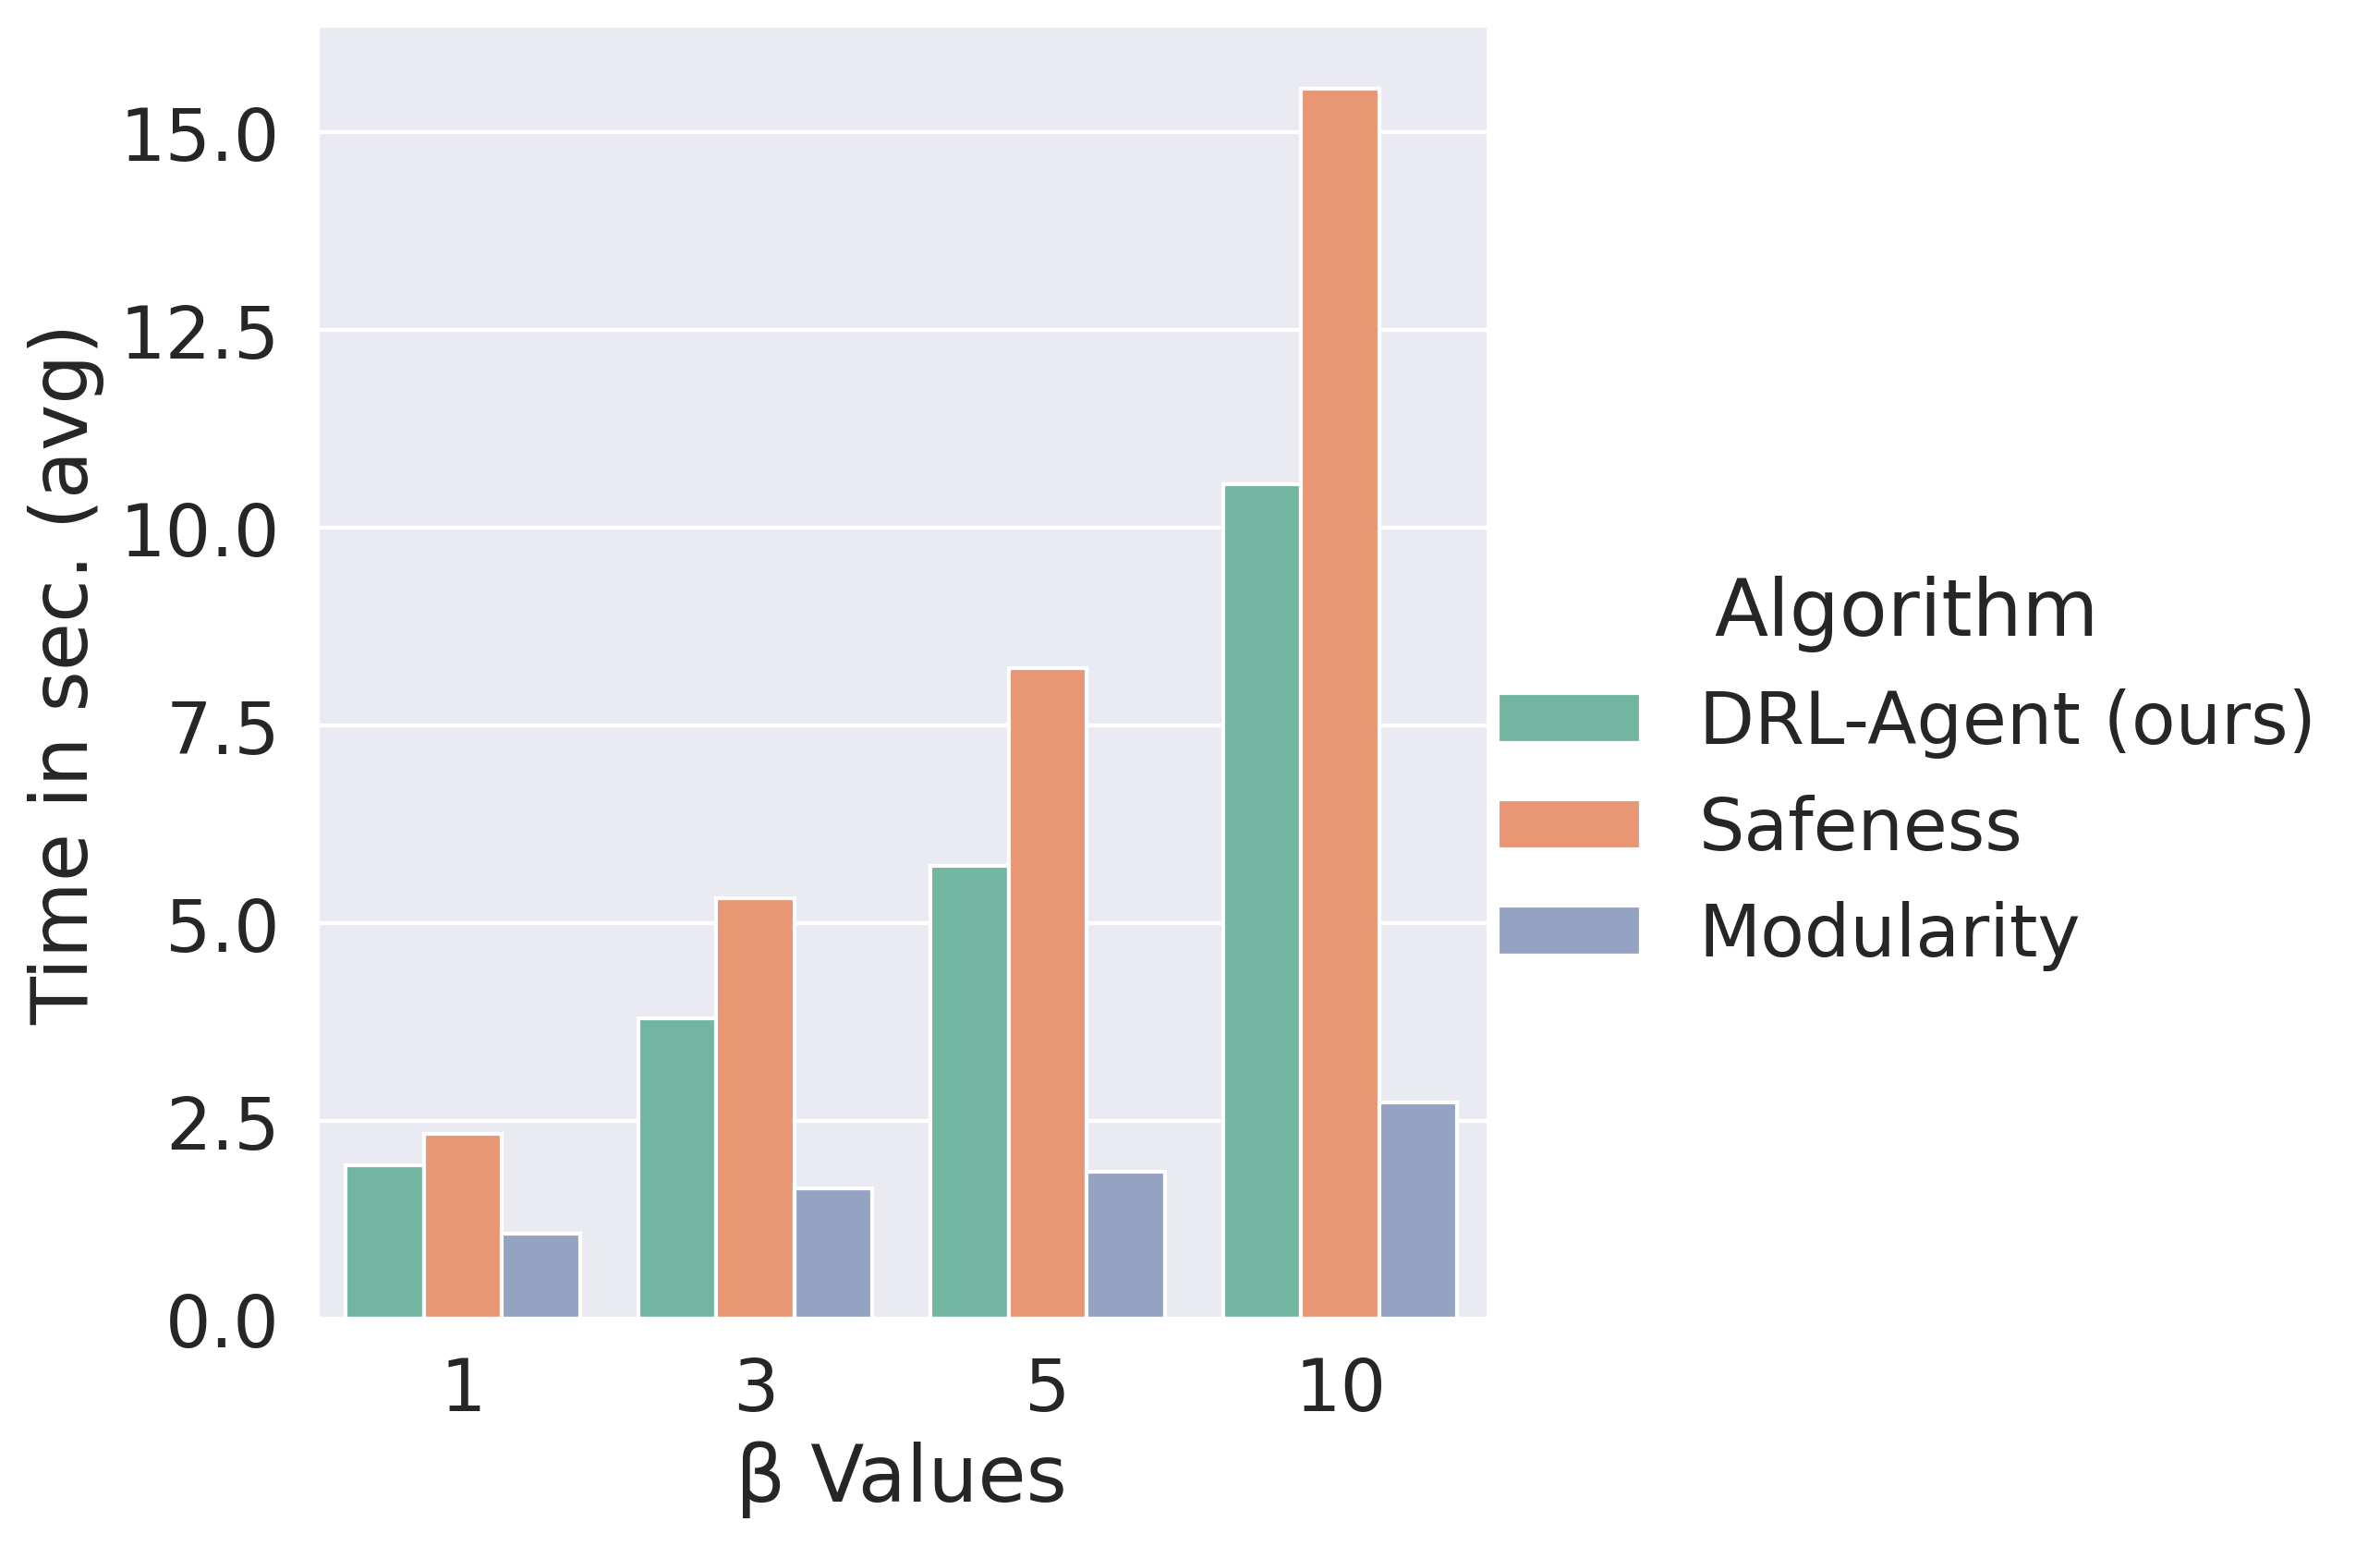 Time in sec. (avg)
15.0
12.5
10.0
7.5
5.0
2.5
0.0
1 3 5 10
β Values
Algorithm
DRL-Agent (ours)
Safeness
Modularity